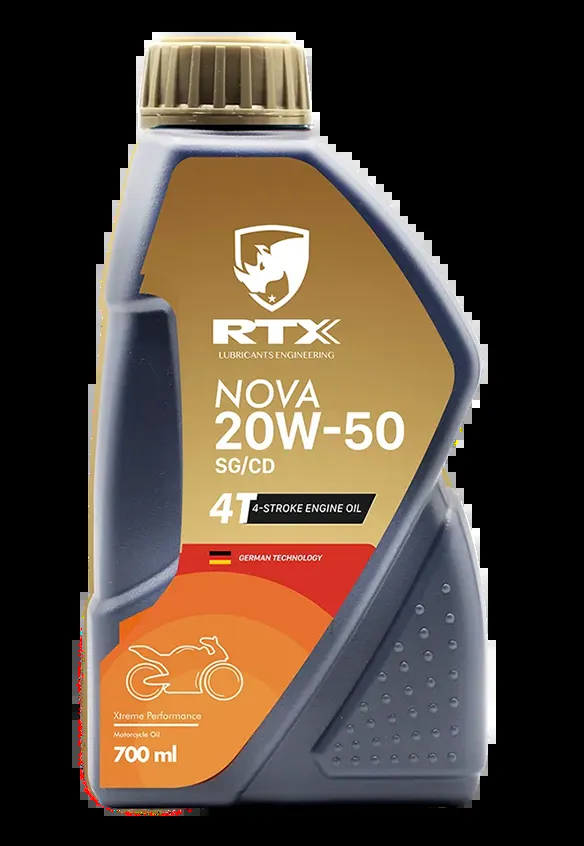 RTX
LUBRICANTS ENGINEERING
NOVA
20W-50
SG/CD
4T 4-STROKE ENGINE OIL
GERMAN TECHNOLOGY
Xtreme Performance
Motorcycle Oil
700 ml